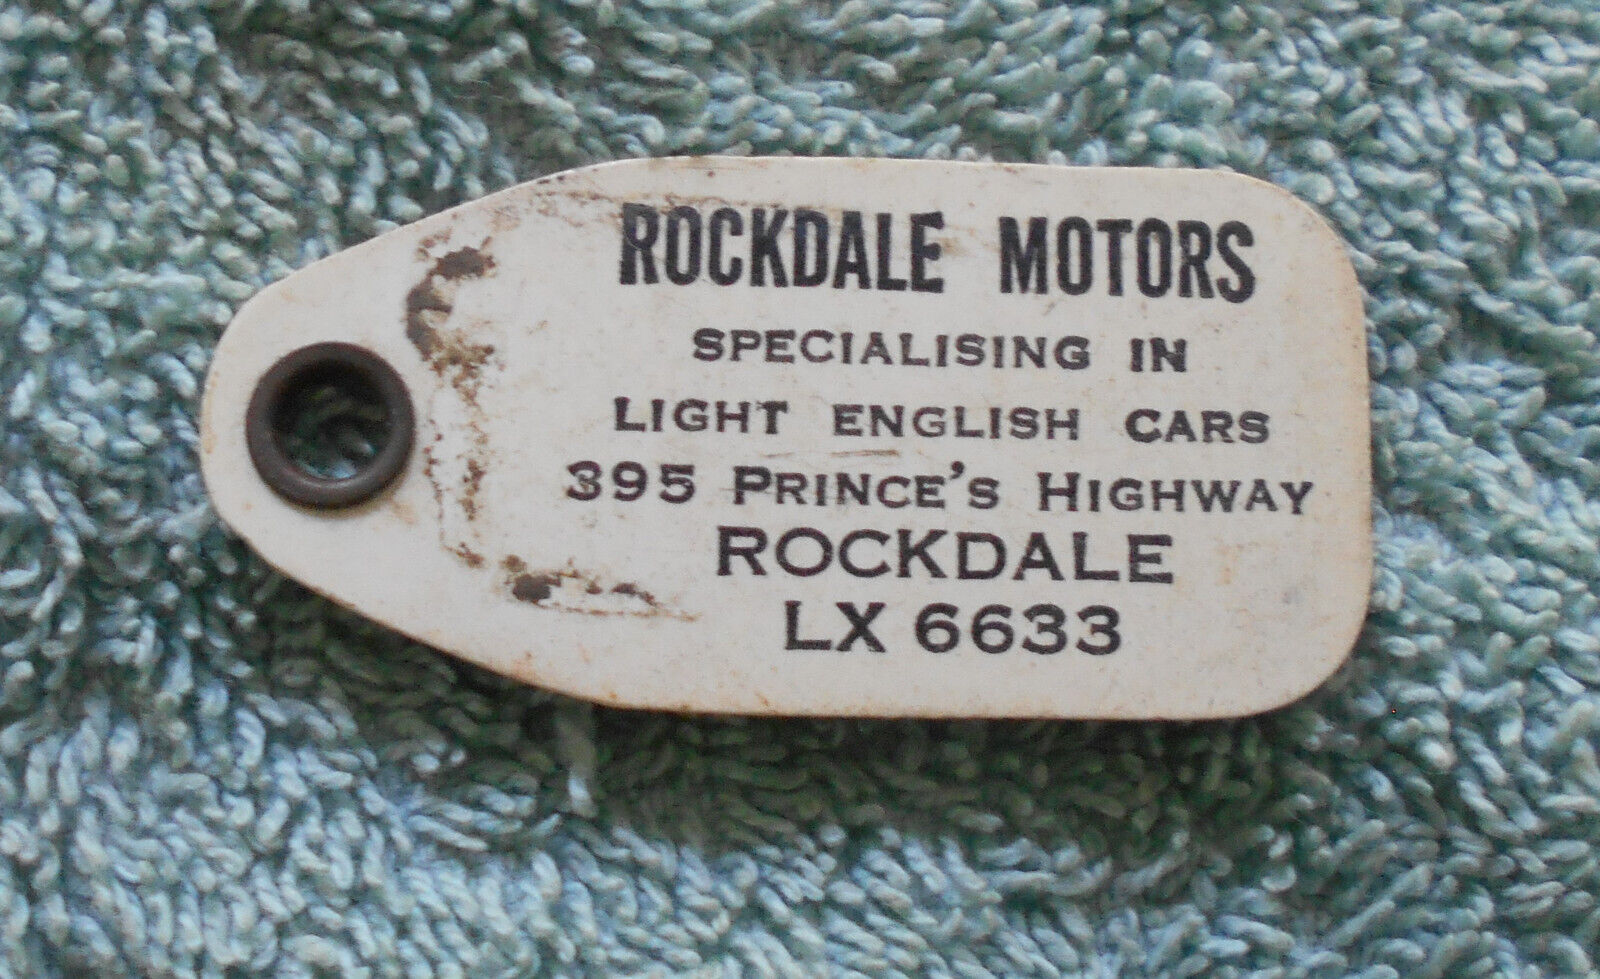 ROCKDALE MOTORS
SPECIALISING IN
LIGHT ENGLISH CARS
395 PRINCE'S HIGHWAY
ROCKDALE
LX 6633